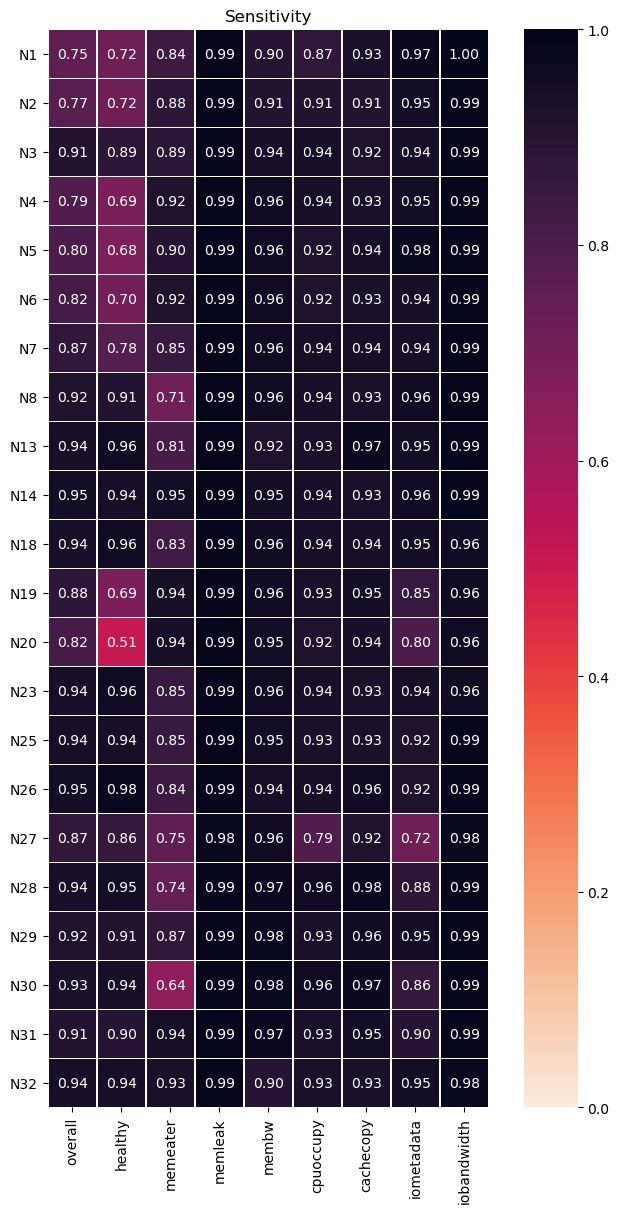 Sensitivity
N1 0.75 0.72 0.84 0.99 0.90 0.87 0.93 0.97 1.00
N2 0.77 0.72 0.88 0.99 0.91 0.91 0.91 0.95 0.99
N3 0.91 0.89 0.89 0.99 0.94 0.94 0.92 0.94 0.99
N4 0.79 0.69 0.92 0.99 0.96 0.94 0.93 0.95 0.99
N5 0.80 0.68 0.90 0.99 0.96 0.92 0.94 0.98 0.99
N6 0.82 0.70 0.92 0.99 0.96 0.92 0.93 0.94 0.99
N7 0.87 0.78 0.85 0.99 0.96 0.94 0.94 0.94 0.99
N8 0.92 0.91 0.71 0.99 0.96 0.94 0.93 0.96 0.99
N13 0.94 0.96 0.81 0.99 0.92 0.93 0.97 0.95 0.99
N14 0.95 0.94 0.95 0.99 0.95 0.94 0.93 0.96 0.99
N18 0.94 0.96 0.83 0.99 0.96 0.94 0.94 0.95 0.96
N19 0.88 0.69 0.94 0.99 0.96 0.93 0.95 0.85 0.96
N20 0.82 0.51 0.94 0.99 0.95 0.92 0.94 0.80 0.96
N23 0.94 0.96 0.85 0.99 0.96 0.94 0.93 0.94 0.96
N25 0.94 0.94 0.85 0.99 0.95 0.93 0.93 0.92 0.99
N26 0.95 0.98 0.84 0.99 0.94 0.94 0.96 0.92 0.99
N27 0.87 0.86 0.75 0.98 0.96 0.79 0.92 0.72 0.98
N28 0.94 0.95 0.74 0.99 0.97 0.96 0.98 0.88 0.99
N29 0.92 0.91 0.87 0.99 0.98 0.93 0.96 0.95 0.99
N30 0.93 0.94 0.64 0.99 0.98 0.96 0.97 0.86 0.99
N31 0.91 0.90 0.94 0.99 0.97 0.93 0.95 0.90 0.99
N32 0.94 0.94 0.93 0.99 0.90 0.93 0.93 0.95 0.98
overall healthy memeater memleak membw cpuoccupy cachecopy iometadata iobandwidth
1.0
0.8
0.6
0.4
0.2
0.0